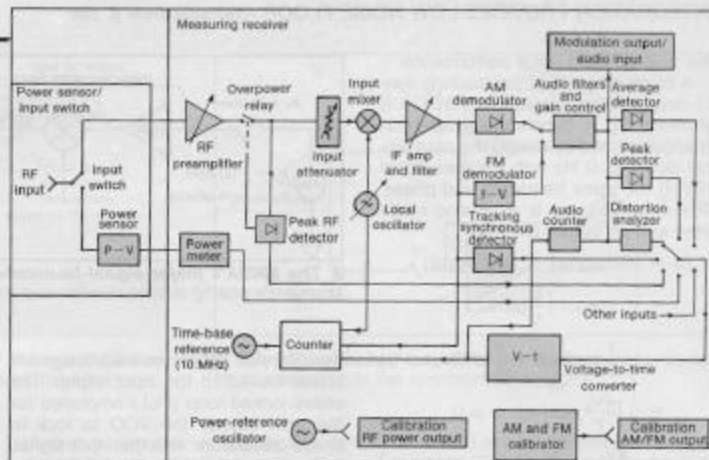 Measuring receiver
Modulation output/
audio input
Power sensor/
Input switch
Overpower
relay
Input
mixer
AM
demodulator
Audio filters
and
gain control
Average
detector
RF
preamplifier
Input
attenuator
IF amp
and filter
FM
demodulator
f-V
Peak
detector
RF
input
Input
switch
Power
sensor
P-V
Power
meter
Peak RF
detector
Local
oscillator
Tracking
synchronous
detector
Audio
counter
Distortion
analyzer
Other inputs
Time-base
reference
(10 MHz)
Counter
V-t
Voltage-to-time
converter
Power-reference
oscillator
Calibration
RF power output
AM and FM
calibrator
Calibration
AM/FM output